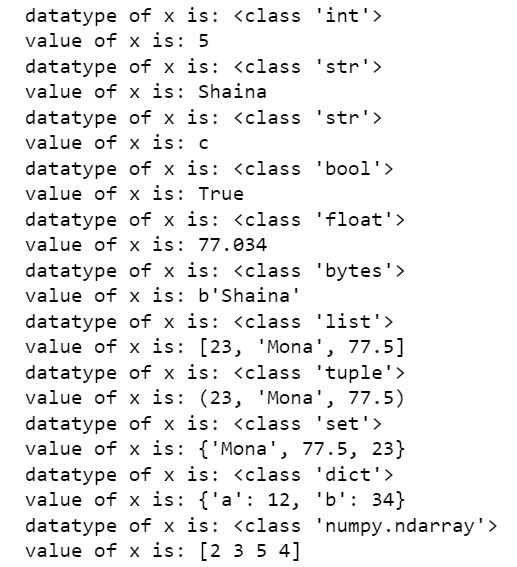 datatype of x is: <class 'int'>
value of x is: 5
datatype of x is: <class 'str'>
value of x is: Shaina
datatype of x is: <class 'str'>
value of x is: c
datatype of x is: <class 'bool'>
value of x is: True
datatype of x is: <class 'float'>
value of x is: 77.034
datatype of x is: <class 'bytes'>
value of x is: b'Shaina'
datatype of x is: <class 'list'>
value of x is: [23, 'Mona', 77.5]
datatype of x is: <class 'tuple'>
value of x is: (23, 'Mona', 77.5)
datatype of x is: <class 'set'>
value of x is: {'Mona', 77.5, 23}
datatype of x is: <class 'dict'>
value of x is: {'a': 12, 'b': 34}
datatype of x is: <class 'numpy.ndarray'>
value of x is: [2 3 5 4]